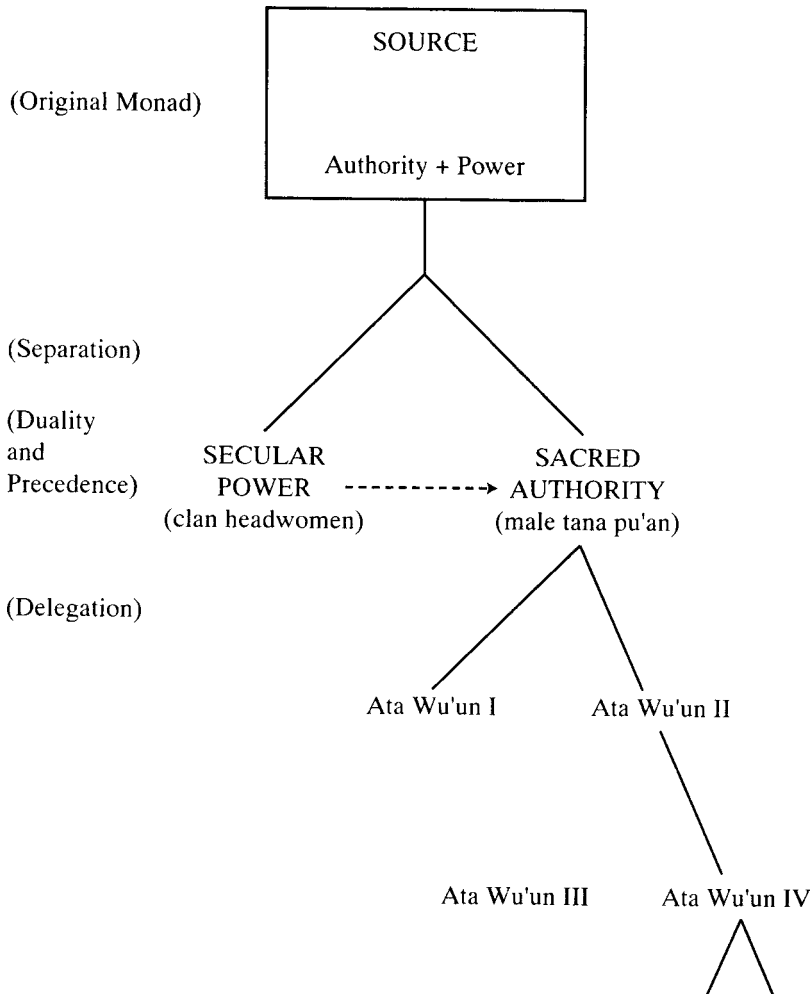 SOURCE
(Original Monad)
Authority + Power
(Separation)
(Duality
and
Precedence)
SECULAR
POWER
(clan headwomen)
SACRED
AUTHORITY
(male tana pu'an)
(Delegation)
Ata Wu'un I
Ata Wu'un II
Ata Wu'un III
Ata Wu'un IV